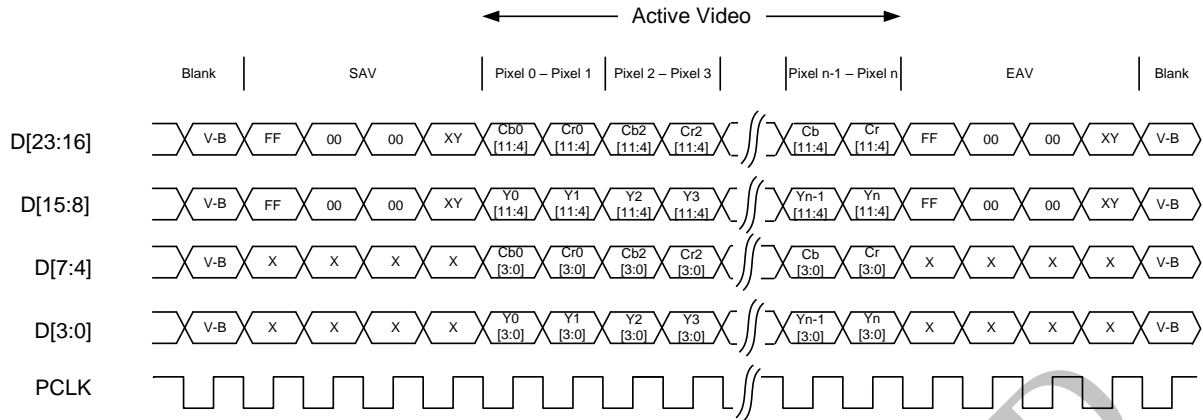 Active Video
Blank SAV Pixel 0 – Pixel 1 Pixel 2 – Pixel 3 Pixel n-1 – Pixel n EAV Blank
D[23:16] V-B FF 00 00 XY Cb0 [11:4] Cr0 [11:4] Cb2 [11:4] Cr2 [11:4] Cb [11:4] Cr [11:4] FF 00 00 XY V-B
D[15:8] V-B FF 00 00 XY Y0 [11:4] Y1 [11:4] Y2 [11:4] Y3 [11:4] Yn-1 [11:4] Yn [11:4] FF 00 00 XY V-B
D[7:4] V-B X X X X Cb0 [3:0] Cr0 [3:0] Cb2 [3:0] Cr2 [3:0] Cb [3:0] Cr [3:0] X X X X V-B
D[3:0] V-B X X X X Y0 [3:0] Y1 [3:0] Y2 [3:0] Y3 [3:0] Yn-1 [3:0] Yn [3:0] X X X X V-B
PCLK